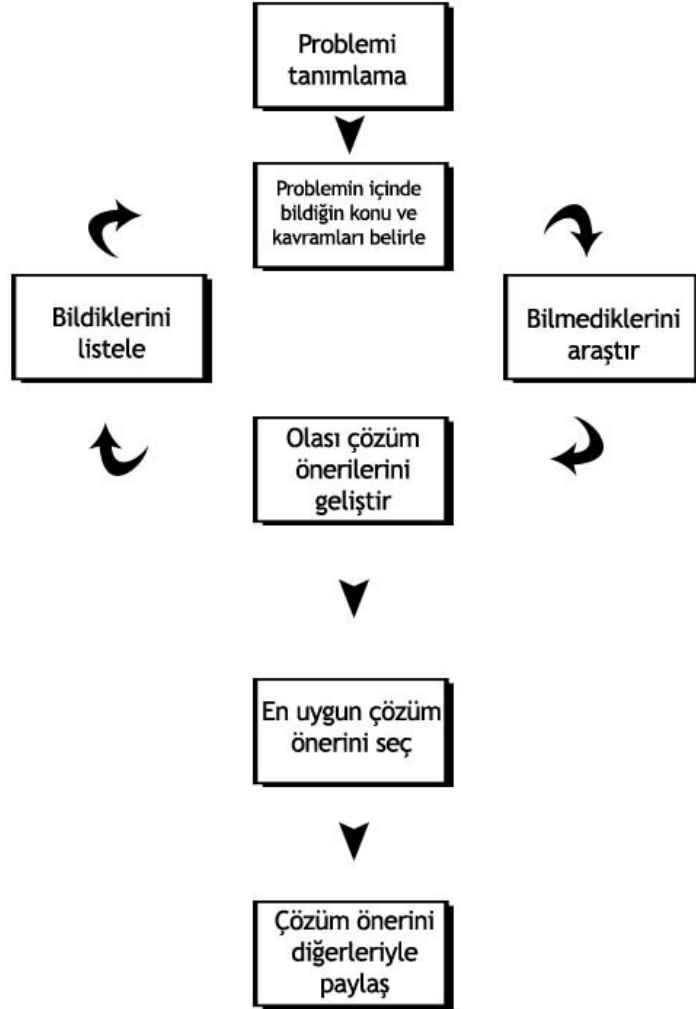 Problemi
tanımlama
Problemin içinde
bildiğin konu ve
kavramları belirle
Bildiklerini
listele
Bilmediklerini
araştır
Olası çözüm
önerilerini
geliştir
En uygun çözüm
önerini seç
Çözüm önerini
diğerleriyle
paylaş